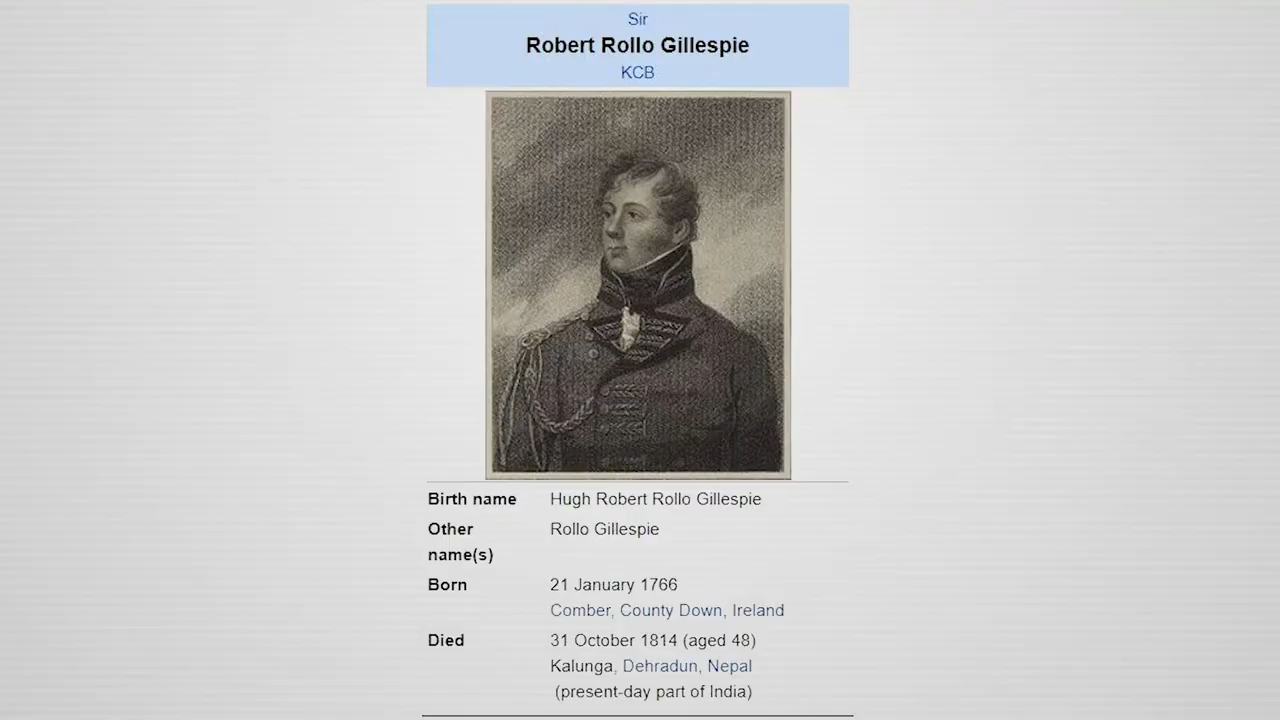 Sir
Robert Rollo Gillespie
KCB
Birth name Hugh Robert Rollo Gillespie
Other name(s) Rollo Gillespie
Born 21 January 1766
Comber, County Down, Ireland
Died 31 October 1814 (aged 48)
Kalunga, Dehradun, Nepal
(present-day part of India)